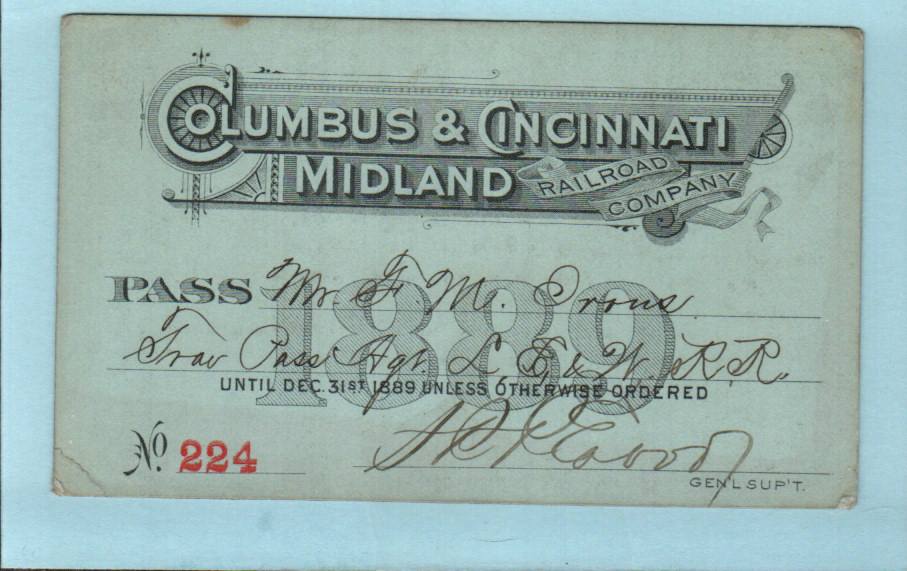 COLUMBUS & CINCINNATI
MIDLAND RAILROAD COMPANY
1889
PASS Mr. F. M.
Trav Pass Agt. L. E. & W. R. R.
UNTIL DEC. 31ST. 1889 UNLESS OTHERWISE ORDERED
No. 224
GEN'L SUP'T.